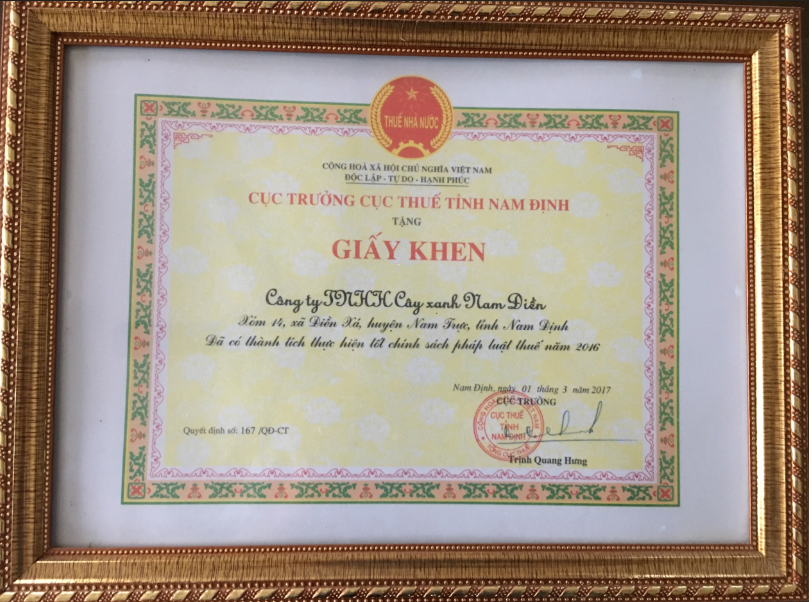 THUẾ NHÀ NƯỚC
CỘNG HOÀ XÃ HỘI CHỦ NGHĨA VIỆT NAM
ĐỘC LẬP - TỰ DO - HẠNH PHÚC
CỤC TRƯỞNG CỤC THUẾ TỈNH NAM ĐỊNH
TẶNG
GIẤY KHEN
Công ty TNHH Cây xanh Nam Điền
Xóm 14, xã Điền Xá, huyện Nam Trực, tỉnh Nam Định
Đã có thành tích thực hiện tốt chính sách pháp luật thuế năm 2016
Nam Định, ngày 01 tháng 3 năm 2017
CỤC TRƯỞNG
Quyết định số: 167 /QĐ-CT
CỤC THUẾ
TỈNH
NAM ĐỊNH
Trịnh Quang Hưng